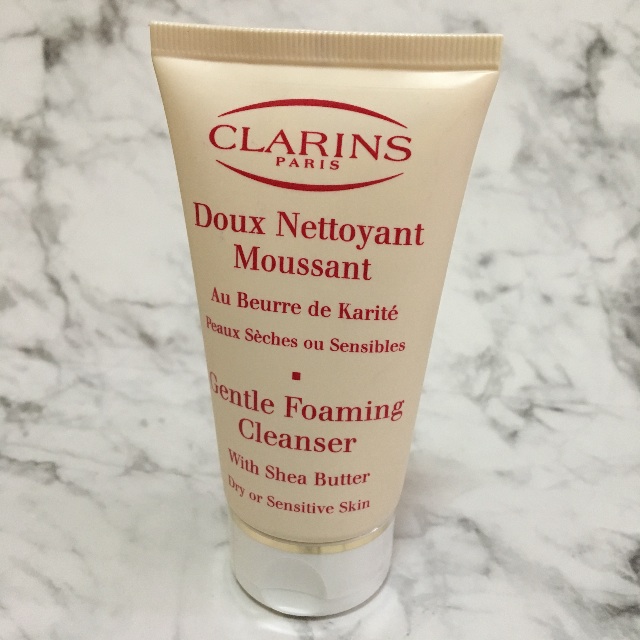 CLARINS
PARIS
Doux Nettoyant
Moussant
Au Beurre de Karité
Peaux Sèches ou Sensibles
Gentle Foaming
Cleanser
With Shea Butter
Dry or Sensitive Skin